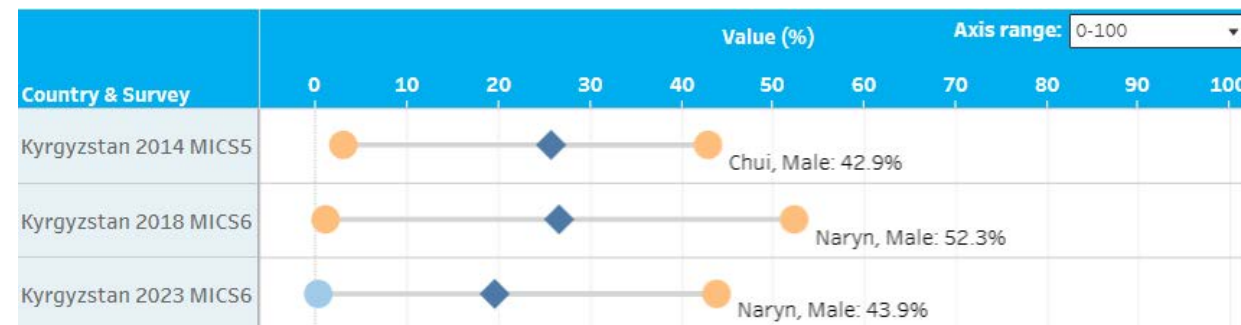 Value (%)
Axis range: 0-100
Country & Survey
0 10 20 30 40 50 60 70 80 90 100
Kyrgyzstan 2014 MICS5
Chui, Male: 42.9%
Kyrgyzstan 2018 MICS6
Naryn, Male: 52.3%
Kyrgyzstan 2023 MICS6
Naryn, Male: 43.9%